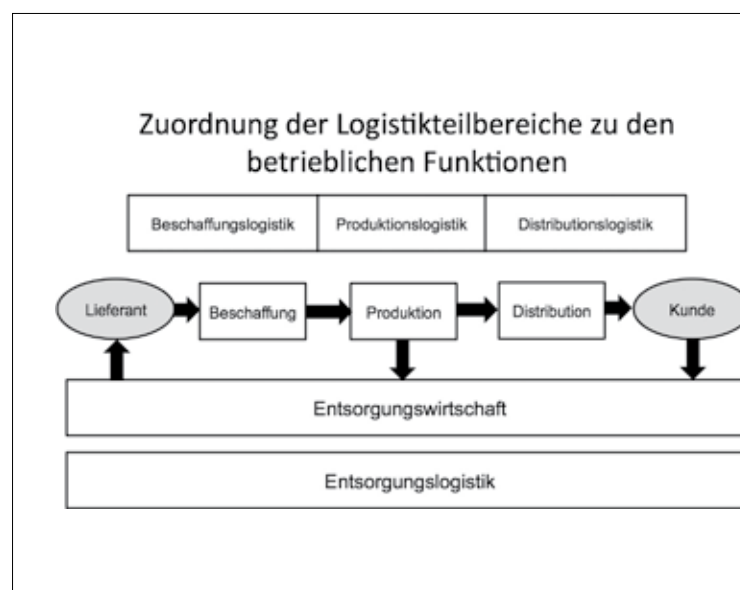 Zuordnung der Logistikteilbereiche zu den
betrieblichen Funktionen
Beschaffungslogistik Produktionslogistik Distributionslogistik
Lieferant Beschaffung Produktion Distribution Kunde
Entsorgungswirtschaft
Entsorgungslogistik